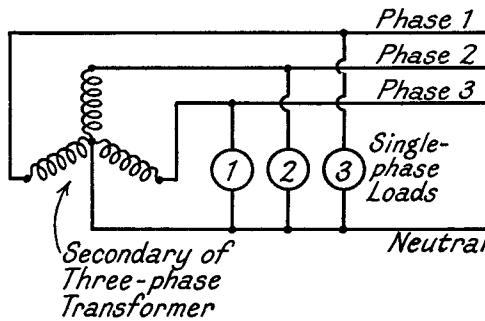 Phase 1
Phase 2
Phase 3
1
2
3
Single-
phase
Loads
Neutral
Secondary of
Three-phase
Transformer